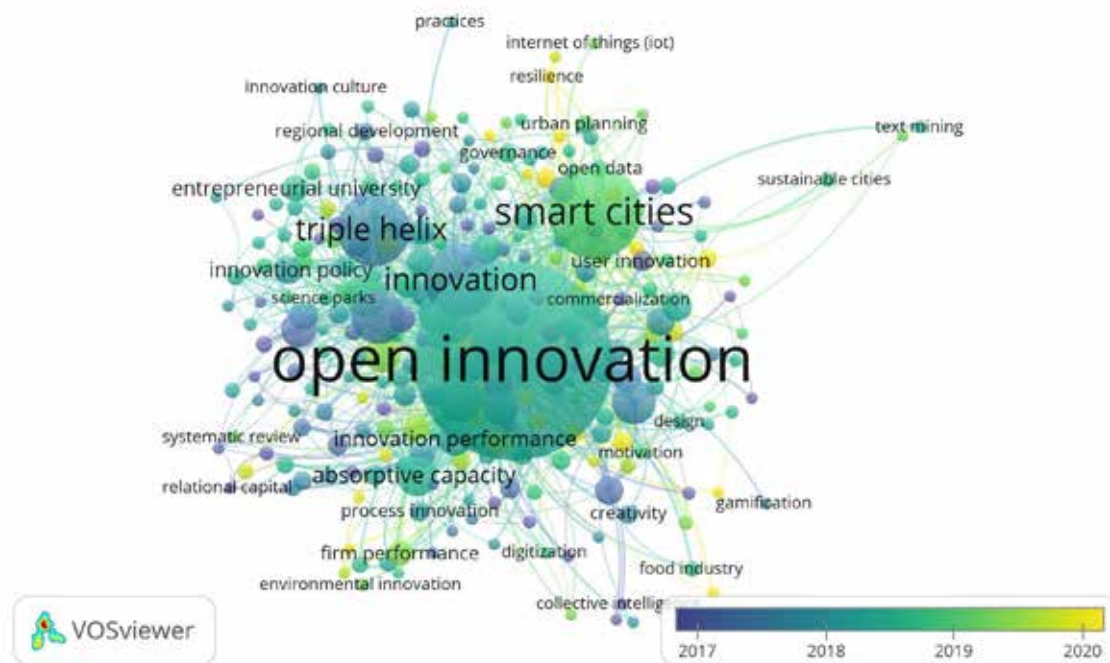 practices
internet of things (iot)
resilience
innovation culture
regional development
urban planning
text mining
governance
open data
sustainable cities
entrepreneurial university
smart cities
triple helix
innovation policy
innovation
user innovation
science parks
commercialization
open innovation
design
systematic review
innovation performance
motivation
relational capital
absorptive capacity
gamification
process innovation
creativity
firm performance
digitization
food industry
environmental innovation
collective intellig
VOSviewer
2017
2018
2019
2020